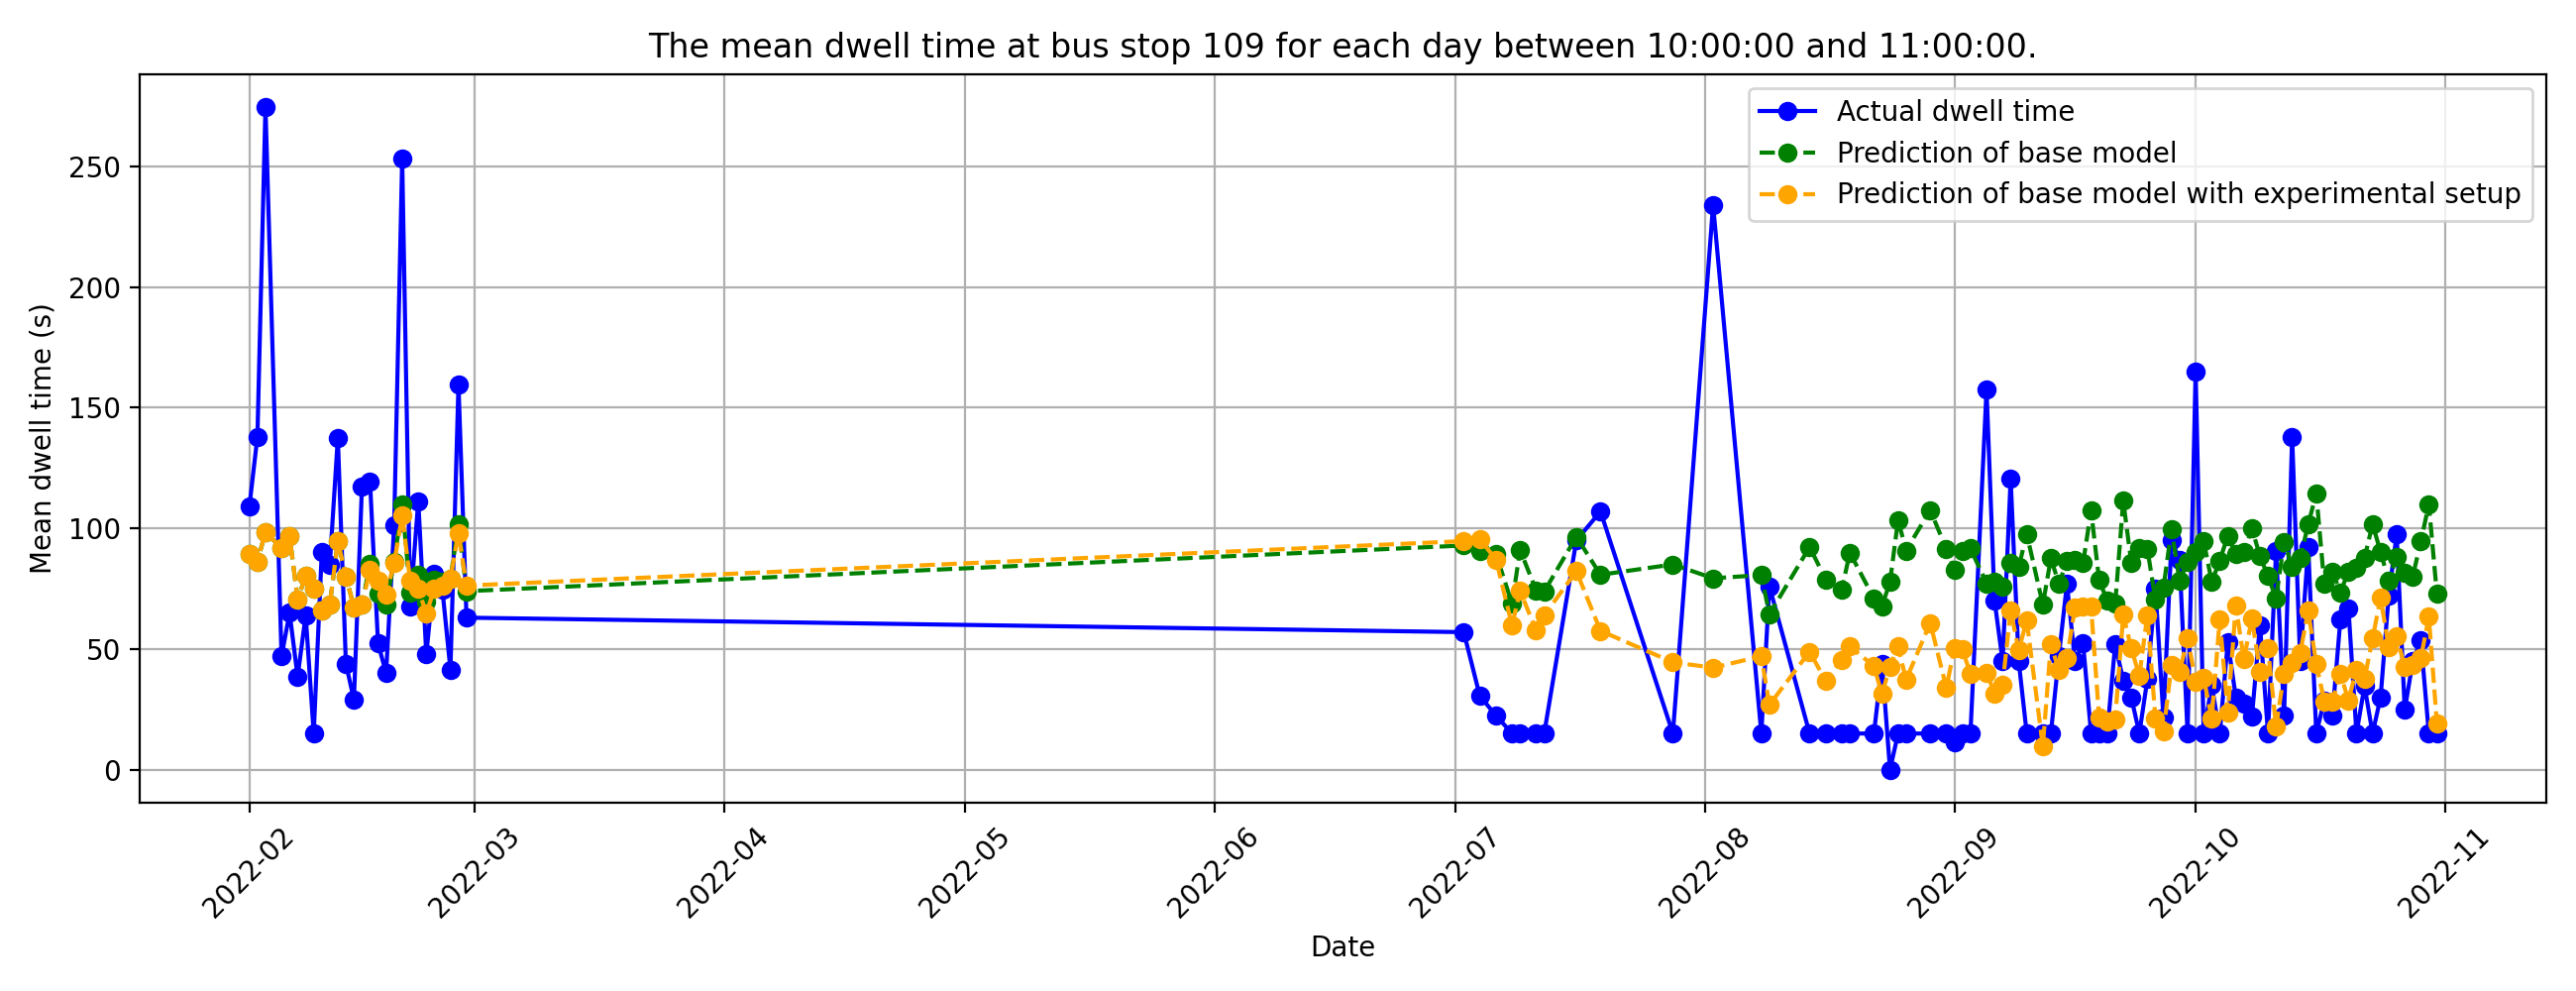 The mean dwell time at bus stop 109 for each day between 10:00:00 and 11:00:00.
Actual dwell time
Prediction of base model
Prediction of base model with experimental setup
Mean dwell time (s)
250
200
150
100
50
0
2022-02
2022-03
2022-04
2022-05
2022-06
2022-07
2022-08
2022-09
2022-10
2022-11
Date